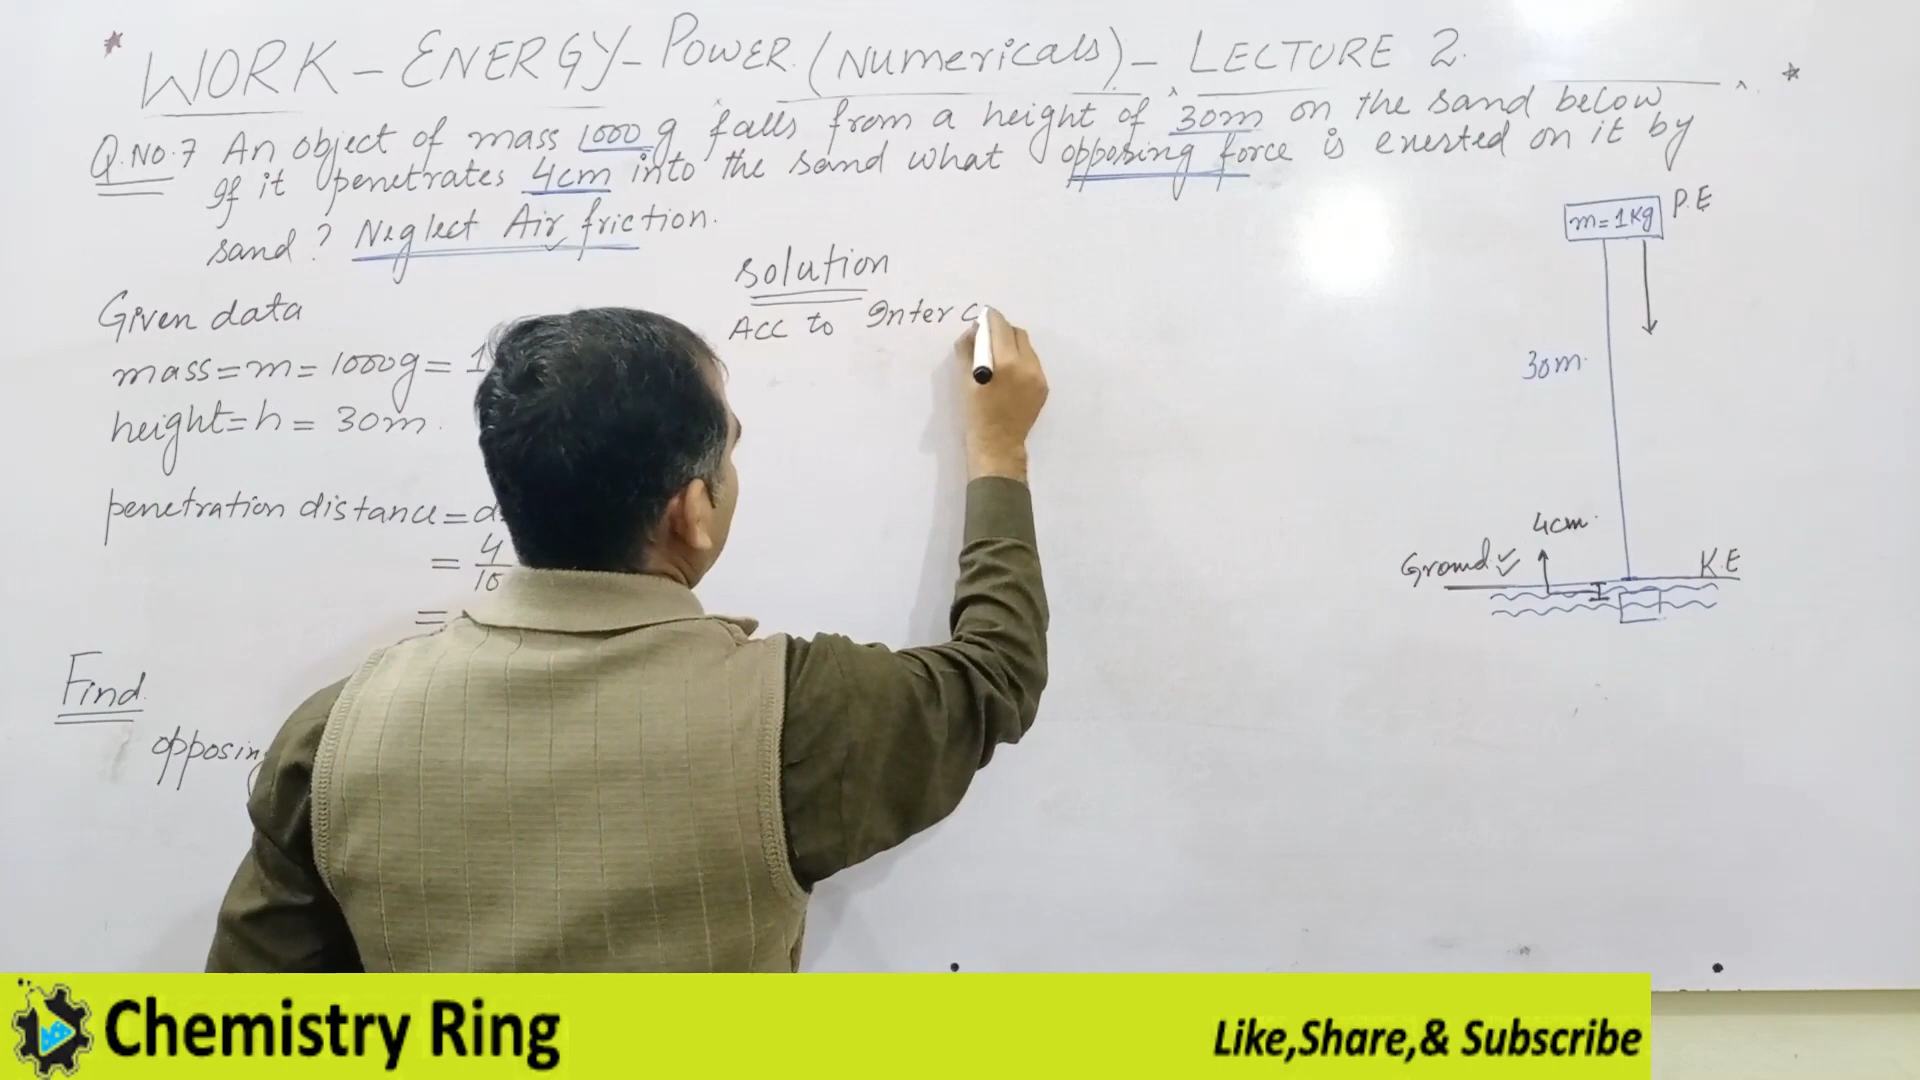 * WORK - ENERGY - POWER (Numericals) - LECTURE 2. *
Q.No.7 An object of mass 1000 g falls from a height of 30m on the sand below
If it penetrates 4cm into the sand what opposing force is exerted on it by
sand? Neglect Air friction.
Given data
mass = m = 1000g = 1
height = h = 30m.
penetration distance = d
= 4/10
=
Find
opposing
Solution
Acc to Inter c
m = 1 Kg P.E
30m.
4cm.
Ground K.E
Chemistry Ring
Like,Share,& Subscribe